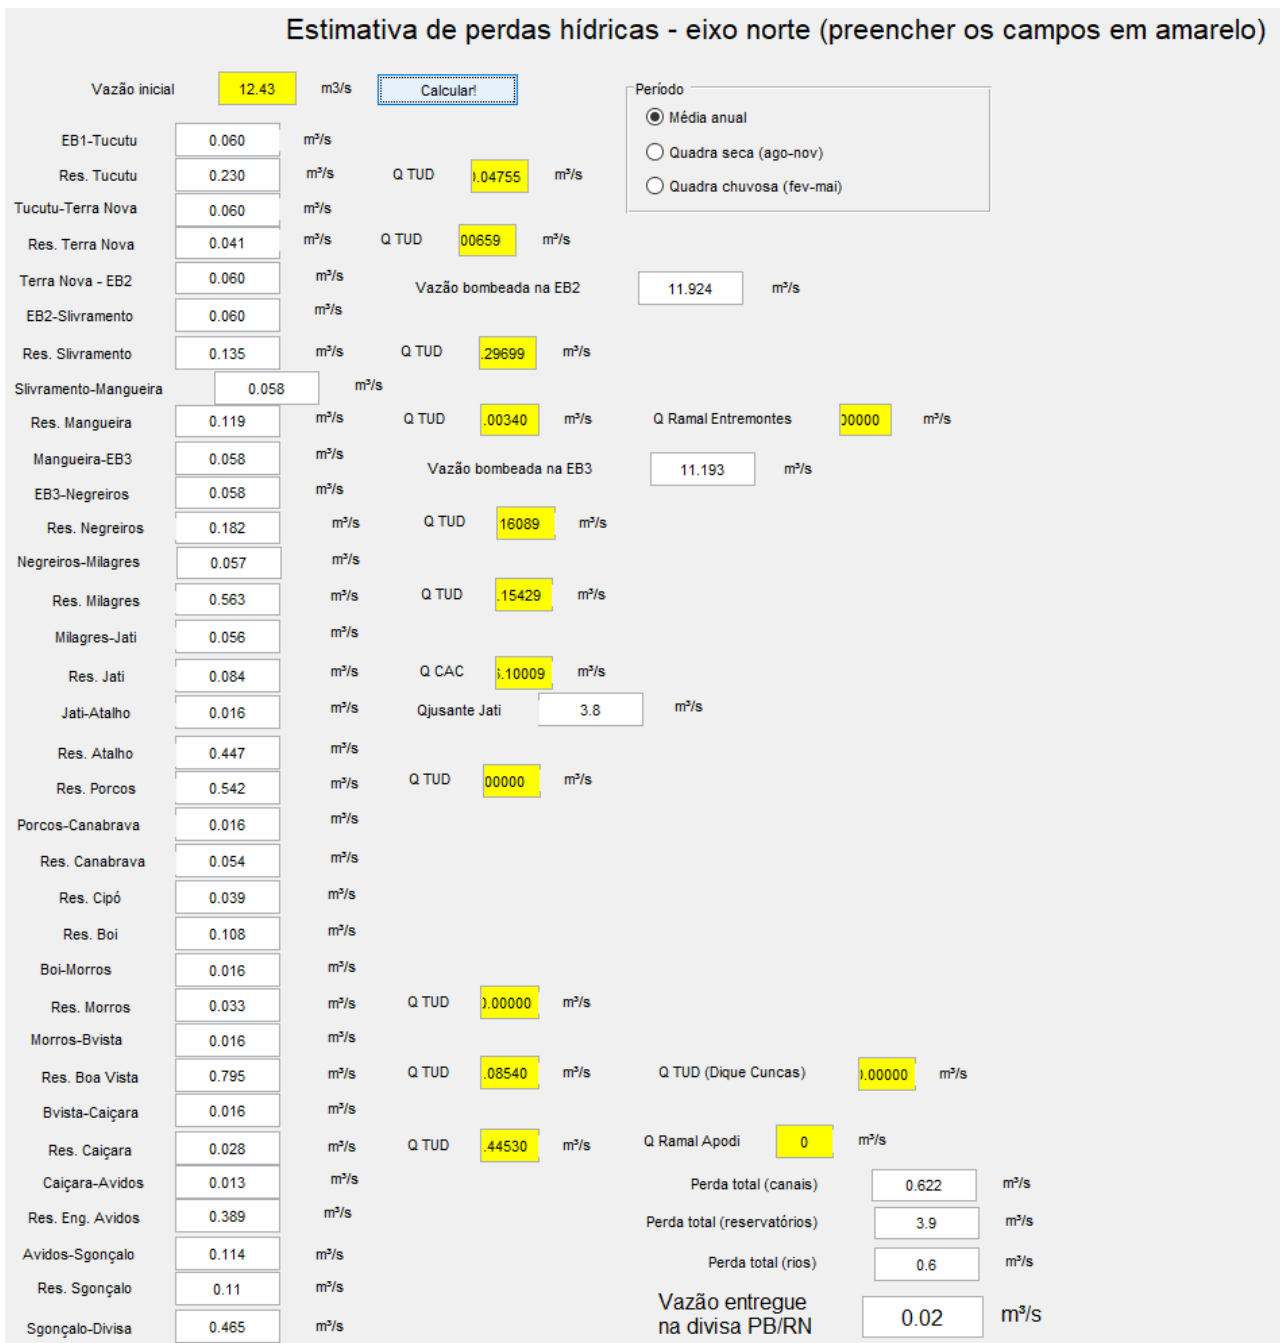 Estimativa de perdas hídricas - eixo norte (preencher os campos em amarelo)
Vazão inicial 12.43 m3/s Calcular!
Período
Média anual
Quadra seca (ago-nov)
Quadra chuvosa (fev-mai)
EB1-Tucutu 0.060 m³/s
Res. Tucutu 0.230 m³/s Q TUD .04755 m³/s
Tucutu-Terra Nova 0.060 m³/s
Res. Terra Nova 0.041 m³/s Q TUD 00659 m³/s
Terra Nova - EB2 0.060 m³/s
Vazão bombeada na EB2 11.924 m³/s
EB2-Slivramento 0.060 m³/s
Res. Slivramento 0.135 m³/s Q TUD .29699 m³/s
Slivramento-Mangueira 0.058 m³/s
Res. Mangueira 0.119 m³/s Q TUD .00340 m³/s Q Ramal Entremontes 00000 m³/s
Mangueira-EB3 0.058 m³/s
Vazão bombeada na EB3 11.193 m³/s
EB3-Negreiros 0.058 m³/s
Res. Negreiros 0.182 m³/s Q TUD 16089 m³/s
Negreiros-Milagres 0.057 m³/s
Res. Milagres 0.563 m³/s Q TUD .15429 m³/s
Milagres-Jati 0.056 m³/s
Res. Jati 0.084 m³/s Q CAC 6.10009 m³/s
Jati-Atalho 0.016 m³/s Qjusante Jati 3.8 m³/s
Res. Atalho 0.447 m³/s
Res. Porcos 0.542 m³/s Q TUD 00000 m³/s
Porcos-Canabrava 0.016 m³/s
Res. Canabrava 0.054 m³/s
Res. Cipó 0.039 m³/s
Res. Boi 0.108 m³/s
Boi-Morros 0.016 m³/s
Res. Morros 0.033 m³/s Q TUD 0.00000 m³/s
Morros-Bvista 0.016 m³/s
Res. Boa Vista 0.795 m³/s Q TUD .08540 m³/s Q TUD (Dique Cuncas) 0.00000 m³/s
Bvista-Caiçara 0.016 m³/s
Res. Caiçara 0.028 m³/s Q TUD .44530 m³/s Q Ramal Apodi 0 m³/s
Caiçara-Avidos 0.013 m³/s Perda total (canais) 0.622 m³/s
Res. Eng. Avidos 0.389 m³/s Perda total (reservatórios) 3.9 m³/s
Avidos-Sgonçalo 0.114 m³/s Perda total (rios) 0.6 m³/s
Res. Sgonçalo 0.11 m³/s
Vazão entregue
na divisa PB/RN 0.02 m³/s
Sgonçalo-Divisa 0.465 m³/s